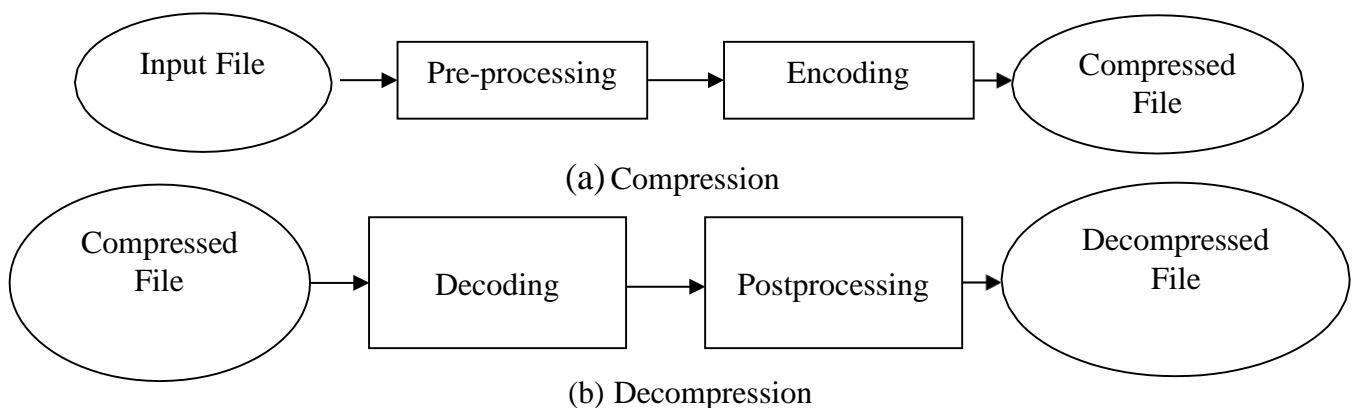 Input File
Pre-processing
Encoding
Compressed
File
(a) Compression
Compressed
File
Decoding
Postprocessing
Decompressed
File
(b) Decompression